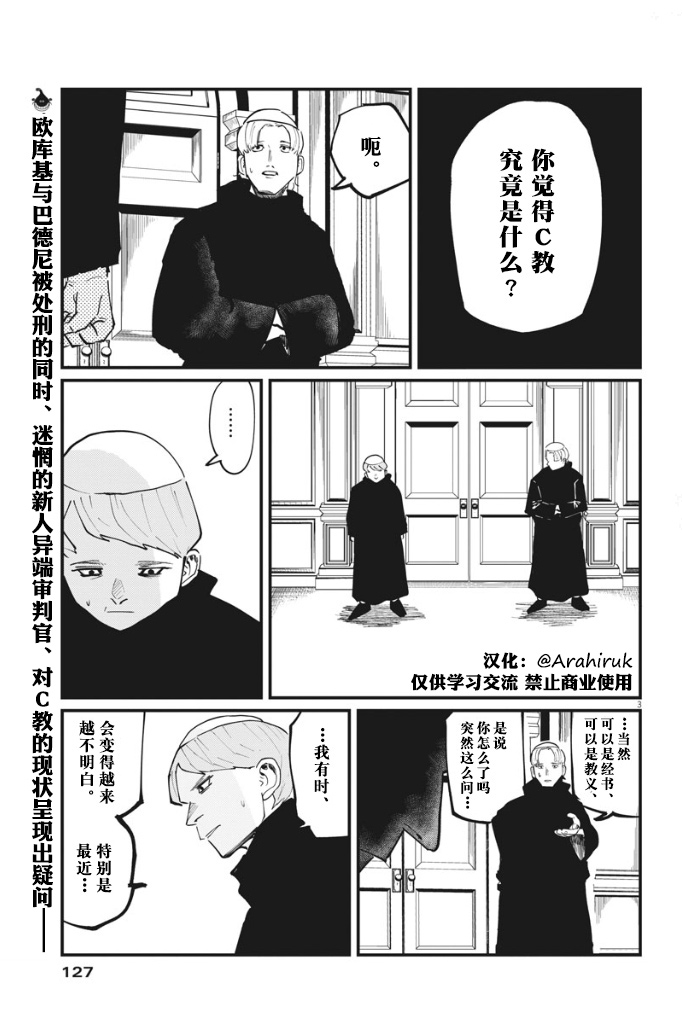 你觉得C教
究竟是什么？
呃。
欧库基与巴德尼被处刑的同时、迷惘的新人异端审判官、对C教的现状呈现出疑问——
……
汉化：@Arahiruk
仅供学习交流 禁止商业使用
3
…当然
可以是经书、
可以是教义、
是说
你怎么了吗
突然这么问…
…我有时、
会变得越来
越不明白。
特别是
最近…
127